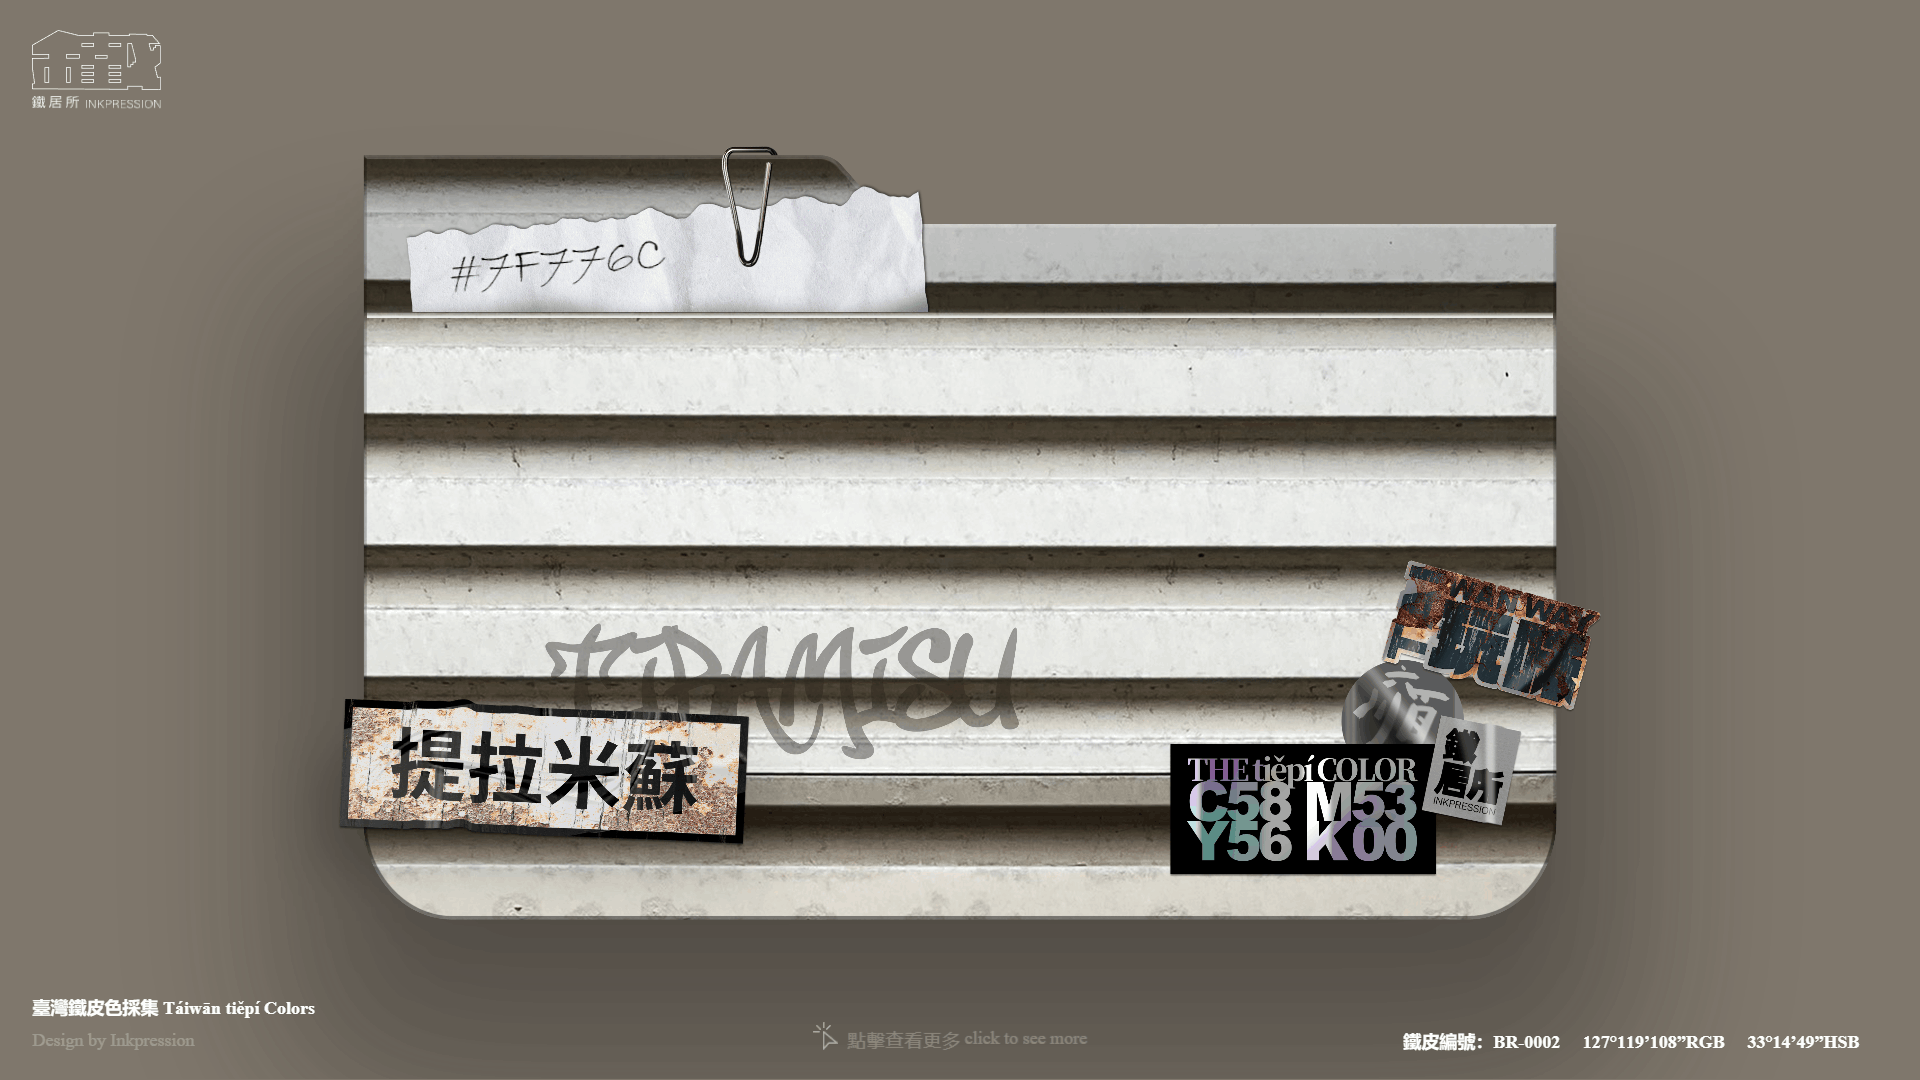 鐵居所 INKPRESSION
#7F776C
TIRAMISU
提拉米蘇
THE tiěpí COLOR
C58 M53
Y56 K00
鐵居所
INKPRESSION
臺灣鐵皮色採集 Táiwān tiěpí Colors
Design by Inkpression
點擊查看更多 click to see more
鐵皮編號：BR-0002 127°119’108”RGB 33°14’49”HSB